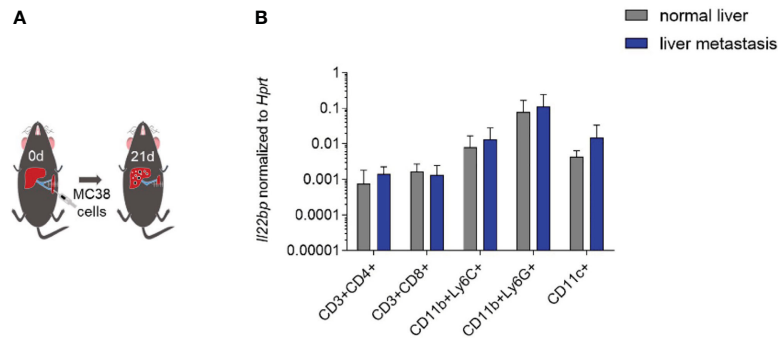 A
0d
21d
MC38
cells
B
normal liver
liver metastasis
Il22bp normalized to Hprt
1
0.1
0.01
0.001
0.0001
0.00001
CD3+CD4+
CD3+CD8+
CD11b+Ly6C+
CD11b+Ly6G+
CD11c+